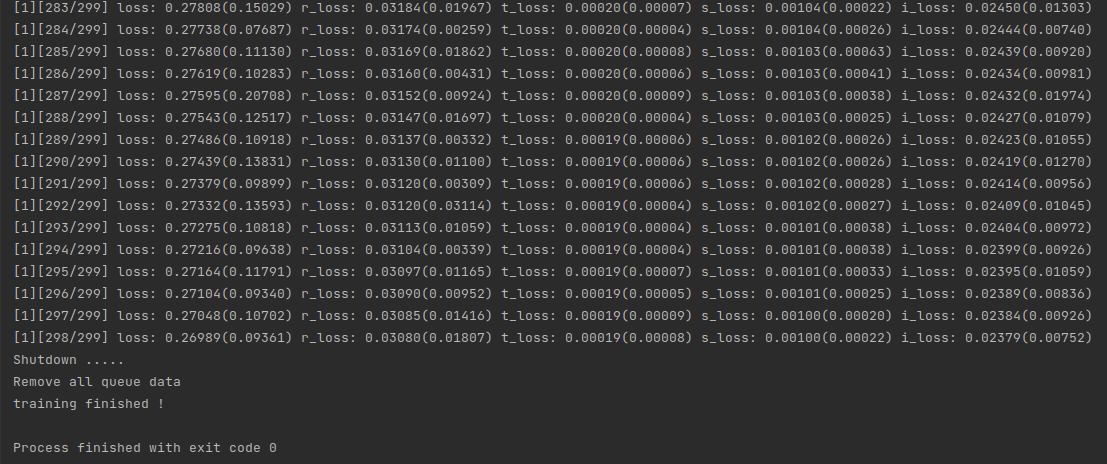 [1][283/299] loss: 0.27808(0.15029) r_loss: 0.03184(0.01967) t_loss: 0.00020(0.00007) s_loss: 0.00104(0.00022) i_loss: 0.02450(0.01303)
[1][284/299] loss: 0.27738(0.07687) r_loss: 0.03174(0.00259) t_loss: 0.00020(0.00004) s_loss: 0.00104(0.00026) i_loss: 0.02444(0.00740)
[1][285/299] loss: 0.27680(0.11130) r_loss: 0.03169(0.01862) t_loss: 0.00020(0.00008) s_loss: 0.00103(0.00063) i_loss: 0.02439(0.00920)
[1][286/299] loss: 0.27619(0.10283) r_loss: 0.03160(0.00431) t_loss: 0.00020(0.00006) s_loss: 0.00103(0.00041) i_loss: 0.02434(0.00981)
[1][287/299] loss: 0.27595(0.20708) r_loss: 0.03152(0.00924) t_loss: 0.00020(0.00009) s_loss: 0.00103(0.00038) i_loss: 0.02432(0.01974)
[1][288/299] loss: 0.27543(0.12517) r_loss: 0.03147(0.01697) t_loss: 0.00020(0.00004) s_loss: 0.00103(0.00025) i_loss: 0.02427(0.01079)
[1][289/299] loss: 0.27486(0.10918) r_loss: 0.03137(0.00332) t_loss: 0.00019(0.00006) s_loss: 0.00102(0.00026) i_loss: 0.02423(0.01055)
[1][290/299] loss: 0.27439(0.13831) r_loss: 0.03130(0.01100) t_loss: 0.00019(0.00006) s_loss: 0.00102(0.00026) i_loss: 0.02419(0.01270)
[1][291/299] loss: 0.27379(0.09899) r_loss: 0.03120(0.00309) t_loss: 0.00019(0.00006) s_loss: 0.00102(0.00028) i_loss: 0.02414(0.00956)
[1][292/299] loss: 0.27332(0.13593) r_loss: 0.03120(0.03114) t_loss: 0.00019(0.00004) s_loss: 0.00102(0.00027) i_loss: 0.02409(0.01045)
[1][293/299] loss: 0.27275(0.10818) r_loss: 0.03113(0.01059) t_loss: 0.00019(0.00004) s_loss: 0.00101(0.00038) i_loss: 0.02404(0.00972)
[1][294/299] loss: 0.27216(0.09638) r_loss: 0.03104(0.00339) t_loss: 0.00019(0.00004) s_loss: 0.00101(0.00038) i_loss: 0.02399(0.00926)
[1][295/299] loss: 0.27164(0.11791) r_loss: 0.03097(0.01165) t_loss: 0.00019(0.00007) s_loss: 0.00101(0.00033) i_loss: 0.02395(0.01059)
[1][296/299] loss: 0.27104(0.09340) r_loss: 0.03090(0.00952) t_loss: 0.00019(0.00005) s_loss: 0.00101(0.00025) i_loss: 0.02389(0.00836)
[1][297/299] loss: 0.27048(0.10702) r_loss: 0.03085(0.01416) t_loss: 0.00019(0.00009) s_loss: 0.00100(0.00020) i_loss: 0.02384(0.00926)
[1][298/299] loss: 0.26989(0.09361) r_loss: 0.03080(0.01807) t_loss: 0.00019(0.00008) s_loss: 0.00100(0.00022) i_loss: 0.02379(0.00752)
Shutdown .....
Remove all queue data
training finished !
Process finished with exit code 0